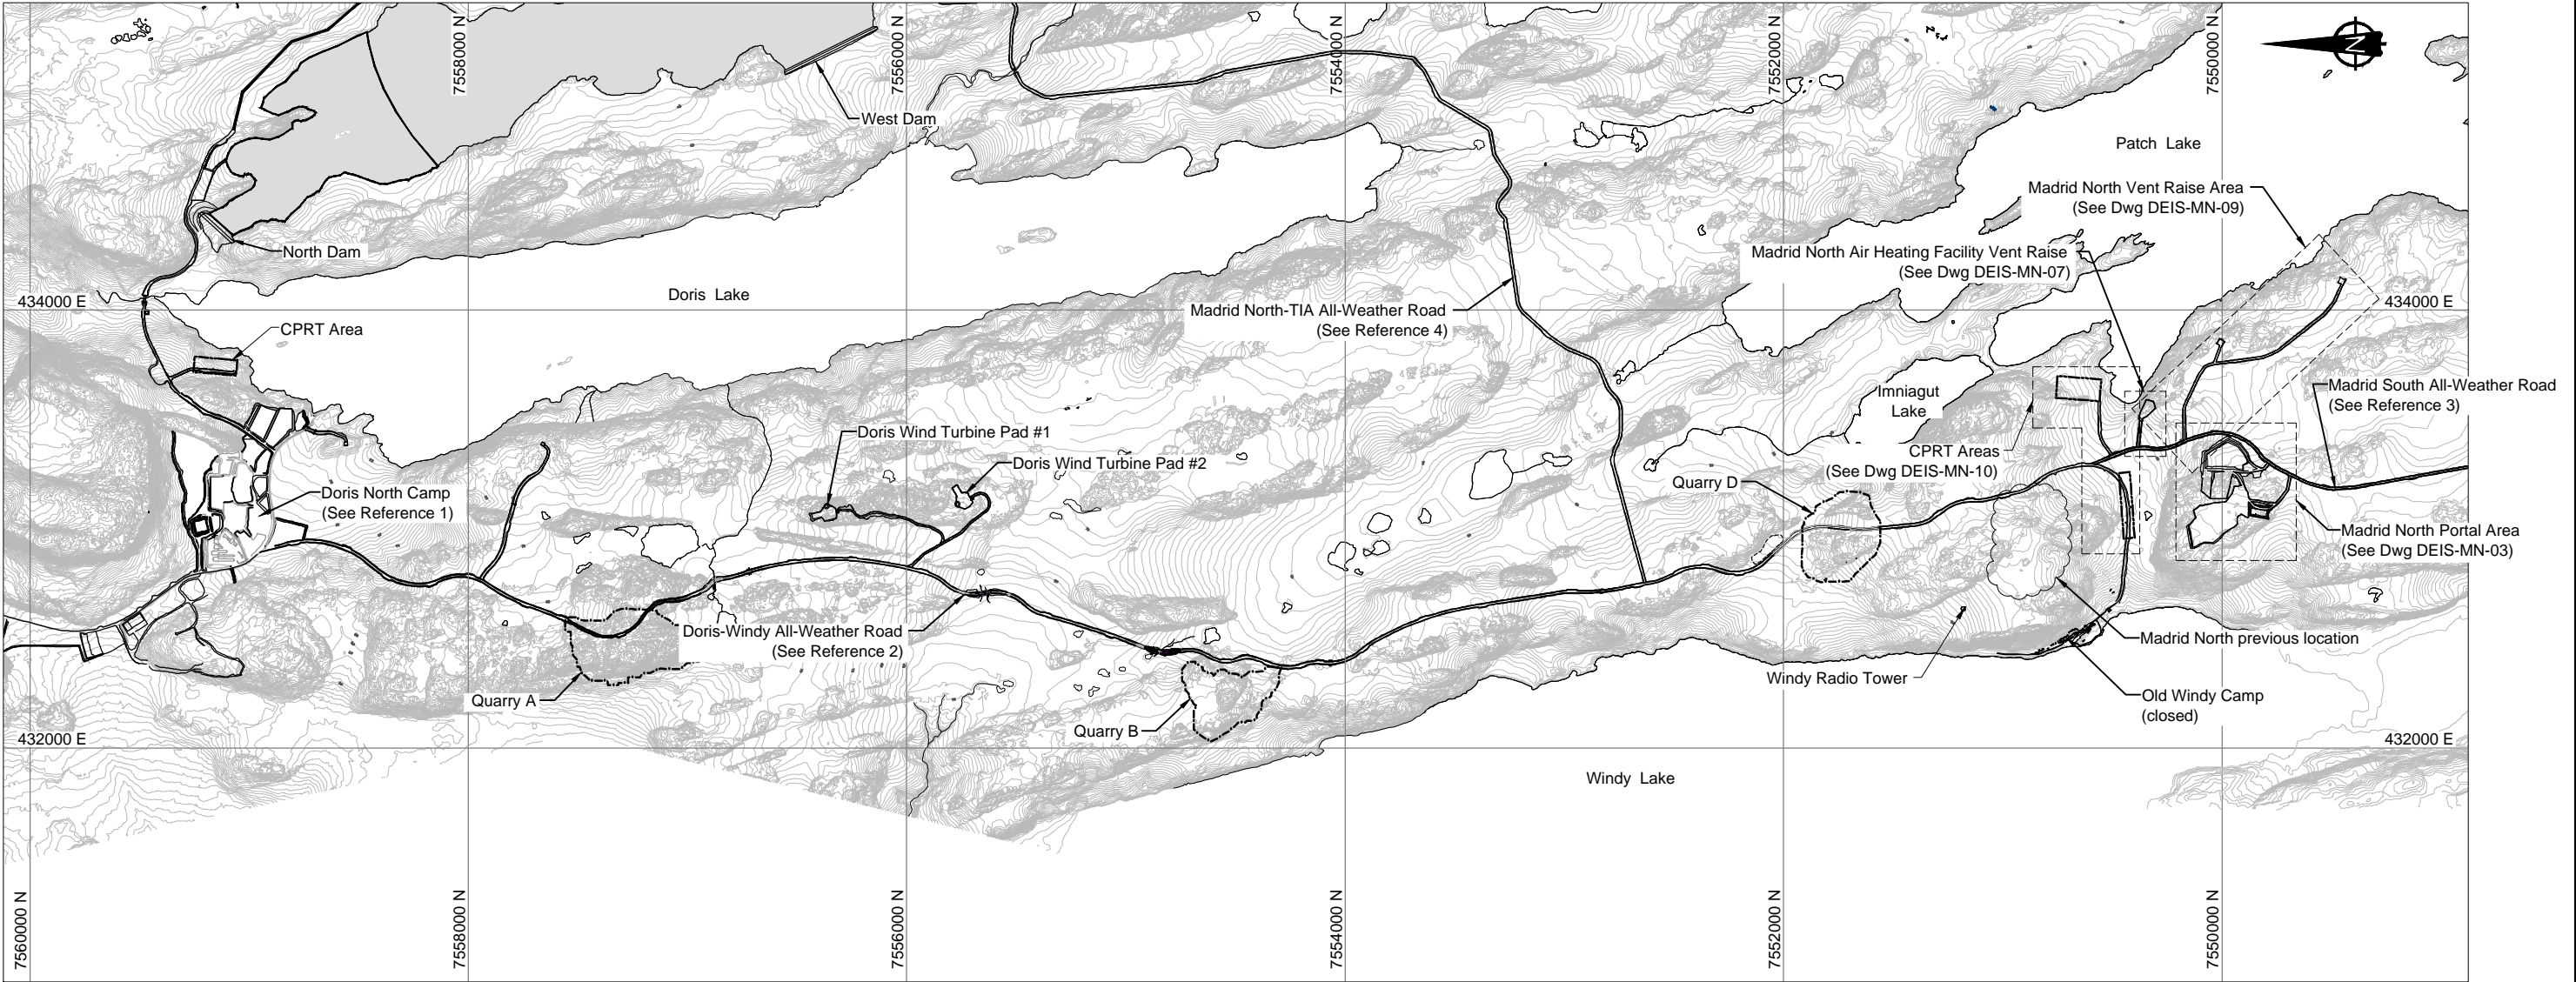 7558000 N
7556000 N
7554000 N
7552000 N
7550000 N
N
West Dam
Patch Lake
Madrid North Vent Raise Area
(See Dwg DEIS-MN-09)
North Dam
Madrid North Air Heating Facility Vent Raise
(See Dwg DEIS-MN-07)
Doris Lake
434000 E
434000 E
Madrid North-TIA All-Weather Road
(See Reference 4)
CPRT Area
Imniagut
Lake
Madrid South All-Weather Road
(See Reference 3)
Doris Wind Turbine Pad #1
Doris Wind Turbine Pad #2
CPRT Areas
(See Dwg DEIS-MN-10)
Quarry D
Doris North Camp
(See Reference 1)
Madrid North Portal Area
(See Dwg DEIS-MN-03)
Doris-Windy All-Weather Road
(See Reference 2)
Madrid North previous location
Windy Radio Tower
Quarry A
Old Windy Camp
(closed)
Quarry B
432000 E
432000 E
Windy Lake
7560000 N
7558000 N
7556000 N
7554000 N
7552000 N
7550000 N